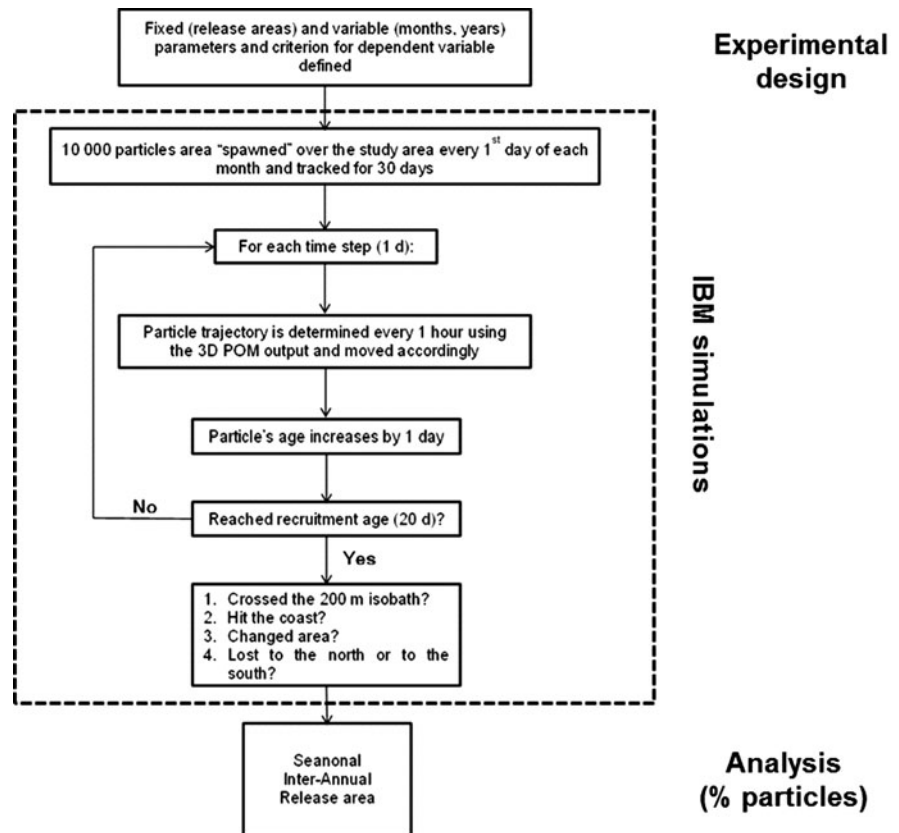 Fixed (release areas) and variable (months, years)
parameters and criterion for dependent variable
defined
Experimental
design
10 000 particles area "spawned" over the study area every 1st day of each
month and tracked for 30 days
For each time step (1 d):
Particle trajectory is determined every 1 hour using
the 3D POM output and moved accordingly
Particle's age increases by 1 day
No
Reached recruitment age (20 d)?
Yes
1. Crossed the 200 m isobath?
2. Hit the coast?
3. Changed area?
4. Lost to the north or to the
south?
IBM simulations
Seanonal
Inter-Annual
Release area
Analysis
(% particles)